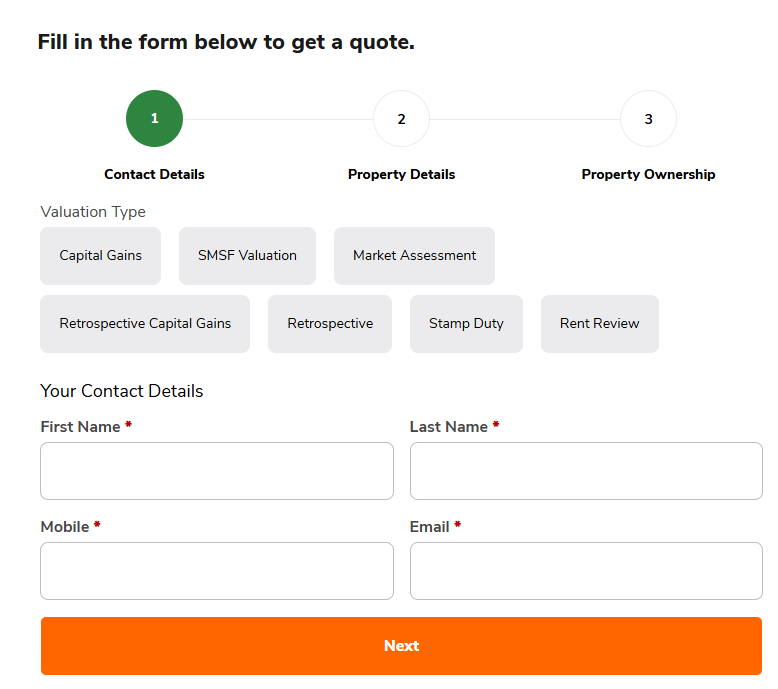 Fill in the form below to get a quote.
1 2 3
Contact Details Property Details Property Ownership
Valuation Type
Capital Gains SMSF Valuation Market Assessment
Retrospective Capital Gains Retrospective Stamp Duty Rent Review
Your Contact Details
First Name * Last Name *
Mobile * Email *
Next